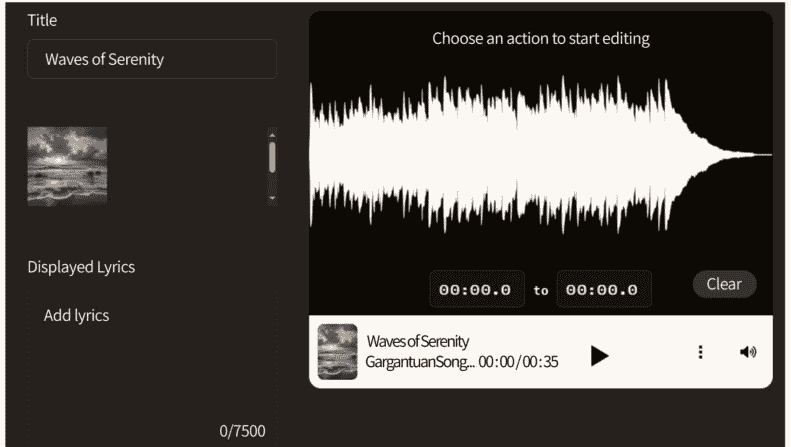 Title
Waves of Serenity
Displayed Lyrics
Add lyrics
0/7500
Choose an action to start editing
00:00.0 to 00:00.0
Clear
Waves of Serenity
GargantuanSong... 00:00/00:35